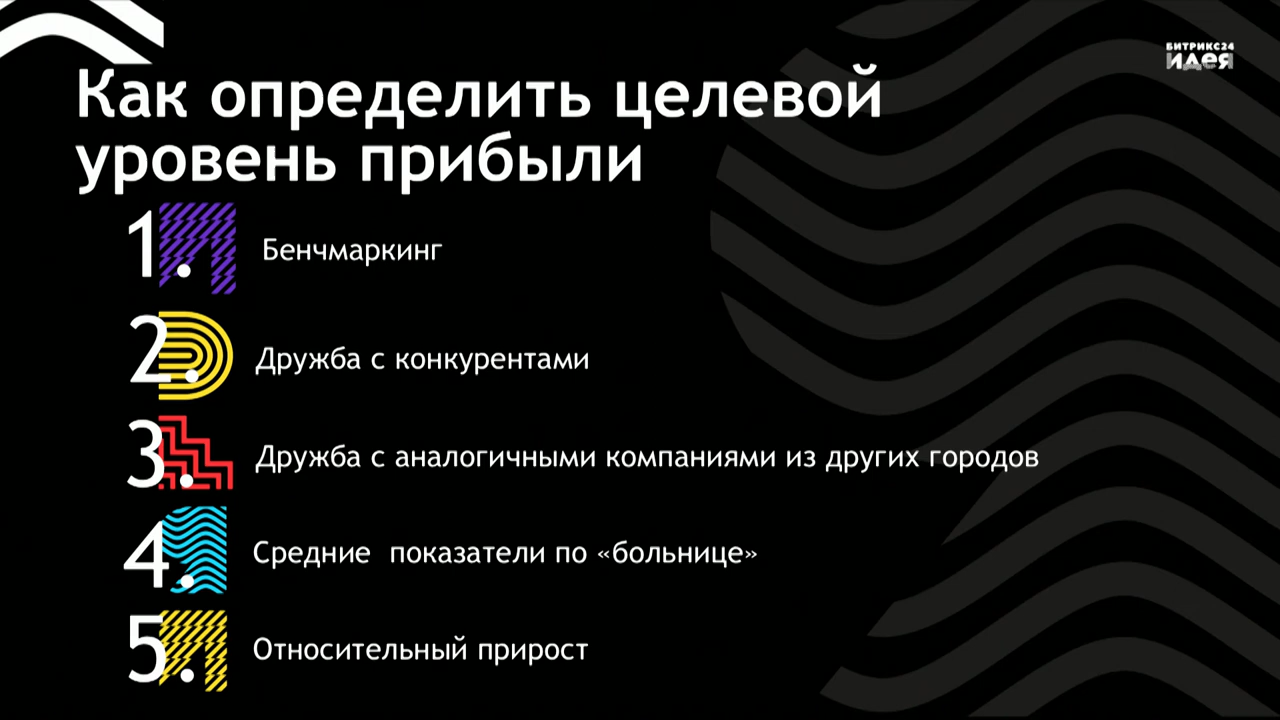 БИТРИКС24
идея
Как определить целевой
уровень прибыли
1. Бенчмаркинг
2. Дружба с конкурентами
3. Дружба с аналогичными компаниями из других городов
4. Средние показатели по «больнице»
5. Относительный прирост